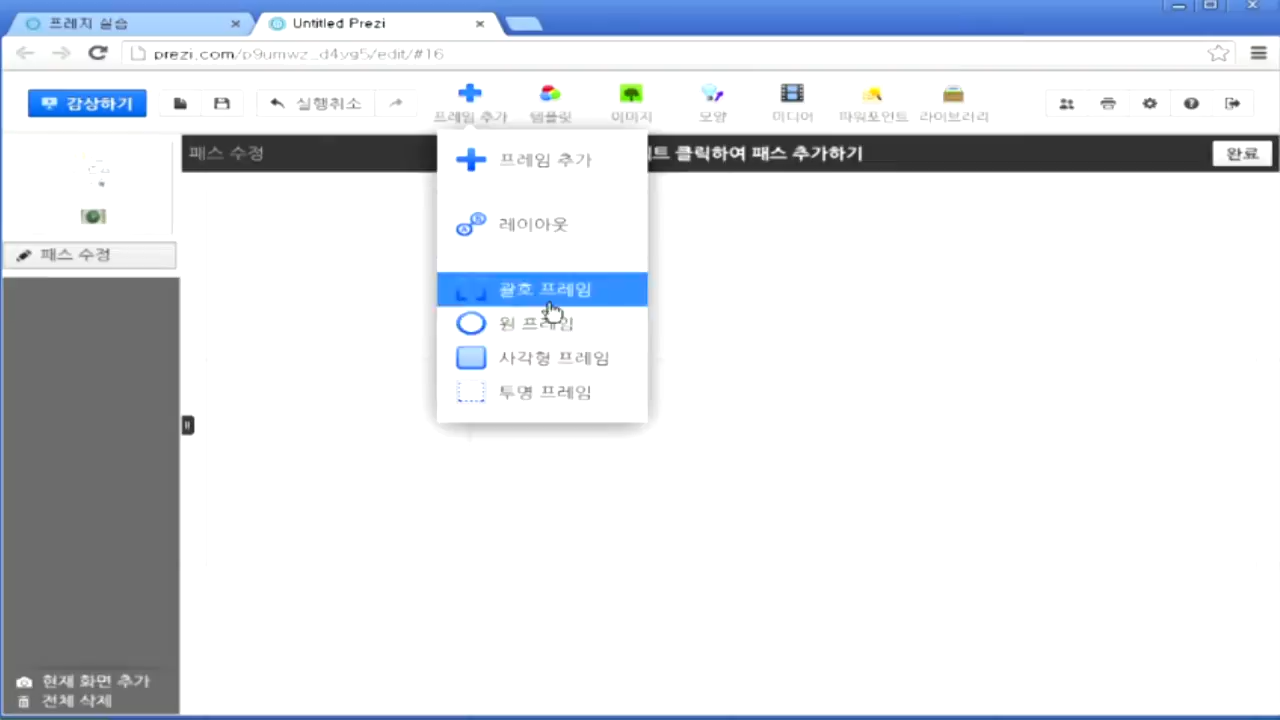 프레지 실습
Untitled Prezi
prezi.com/p9umwz_d4yg5/edit/#16
감상하기
실행취소
프레임 추가
템플릿
이미지
모양
미디어
파워포인트
라이브러리
패스 수정
트 클릭하여 패스 추가하기
완료
프레임 추가
레이아웃
괄호 프레임
원 프레임
사각형 프레임
투명 프레임
패스 수정
현재 화면 추가
전체 삭제